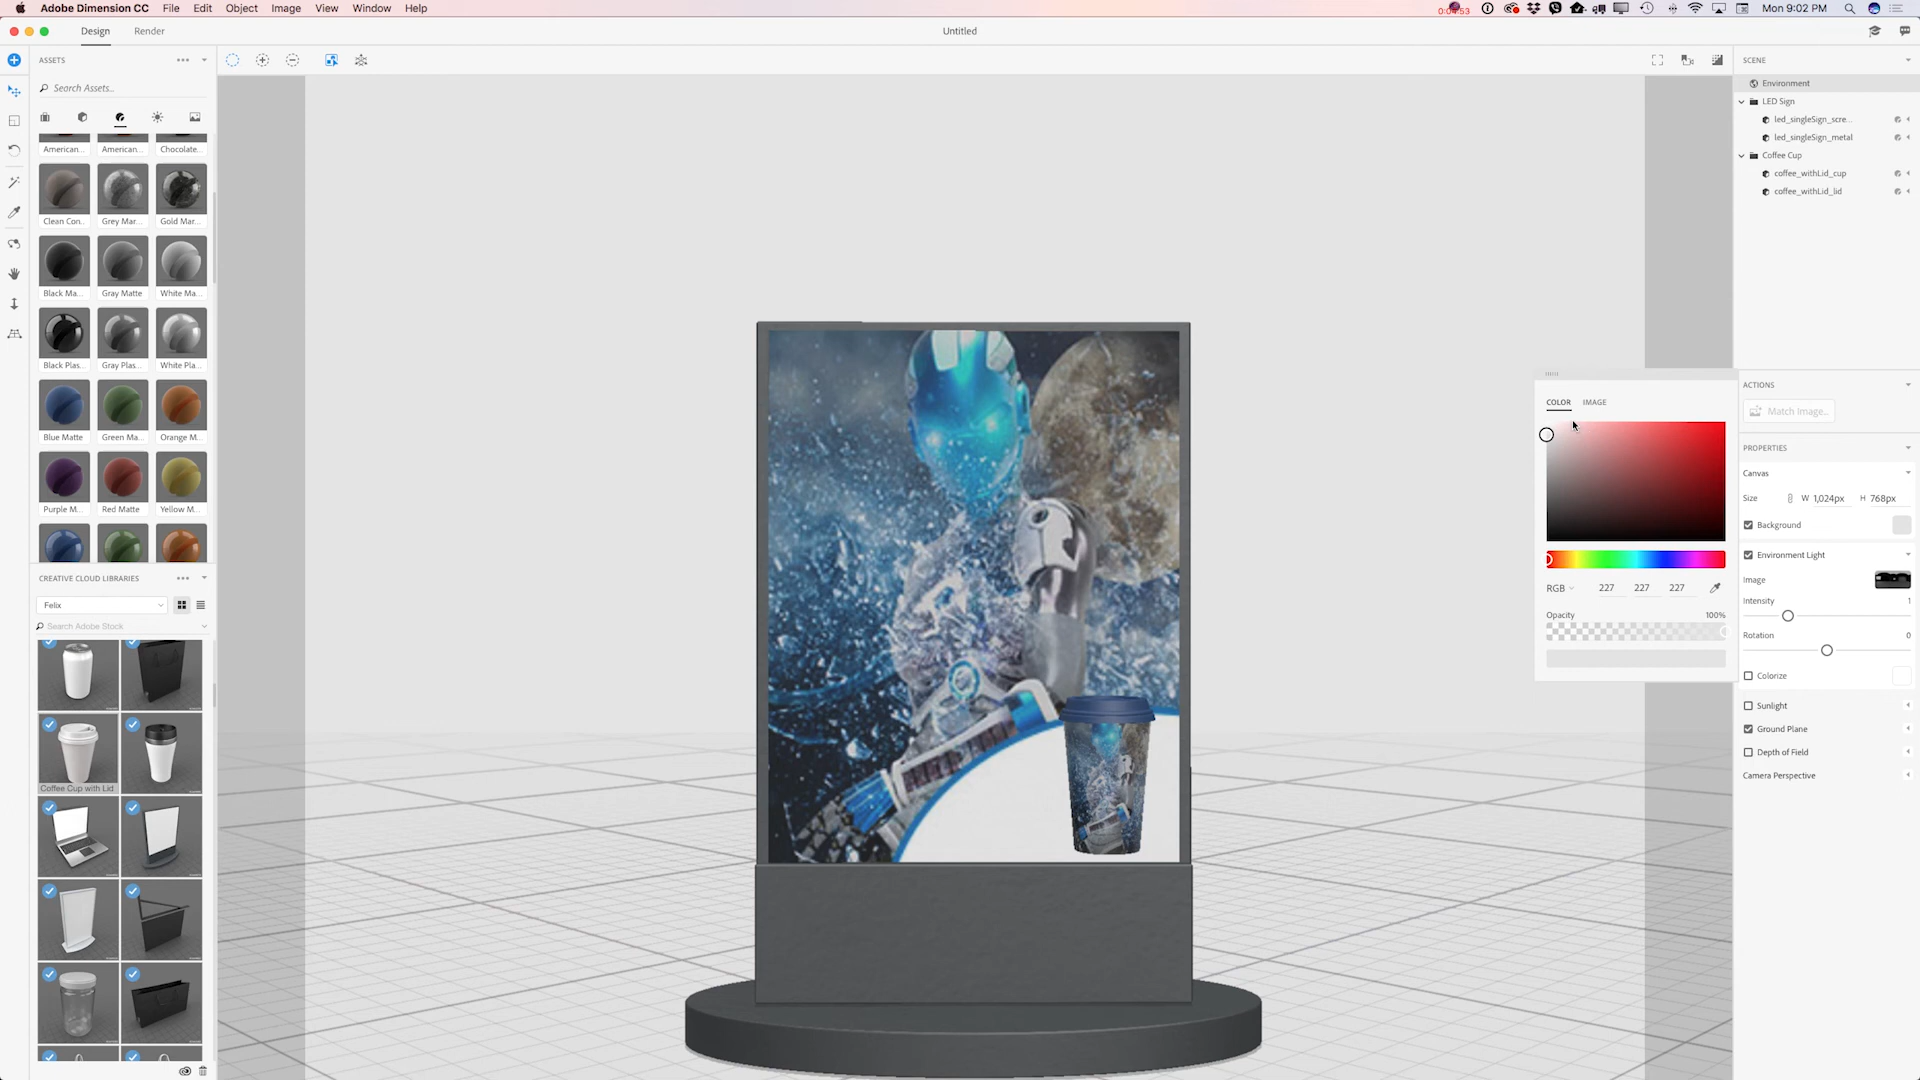 Adobe Dimension CC File Edit Object Image View Window Help
0:04:53
Mon 9:02 PM
Design Render
Untitled
ASSETS
Search Assets...
American... American... Chocolate...
Clean Con... Grey Mar... Gold Mar...
Black Ma... Gray Matte White Ma...
Black Plas... Gray Plas... White Pla...
Blue Matte Green Ma... Orange M...
Purple M... Red Matte Yellow M...
CREATIVE CLOUD LIBRARIES
Felix
Search Adobe Stock
Coffee Cup with Lid
COLOR IMAGE
RGB 227 227 227
Opacity 100%
SCENE
Environment
LED Sign
led_singleSign_scre...
led_singleSign_metal
Coffee Cup
coffee_withLid_cup
coffee_withLid_lid
ACTIONS
Match Image...
PROPERTIES
Canvas
Size W 1,024px H 768px
Background
Environment Light
Image
Intensity 1
Rotation 0
Colorize
Sunlight
Ground Plane
Depth of Field
Camera Perspective